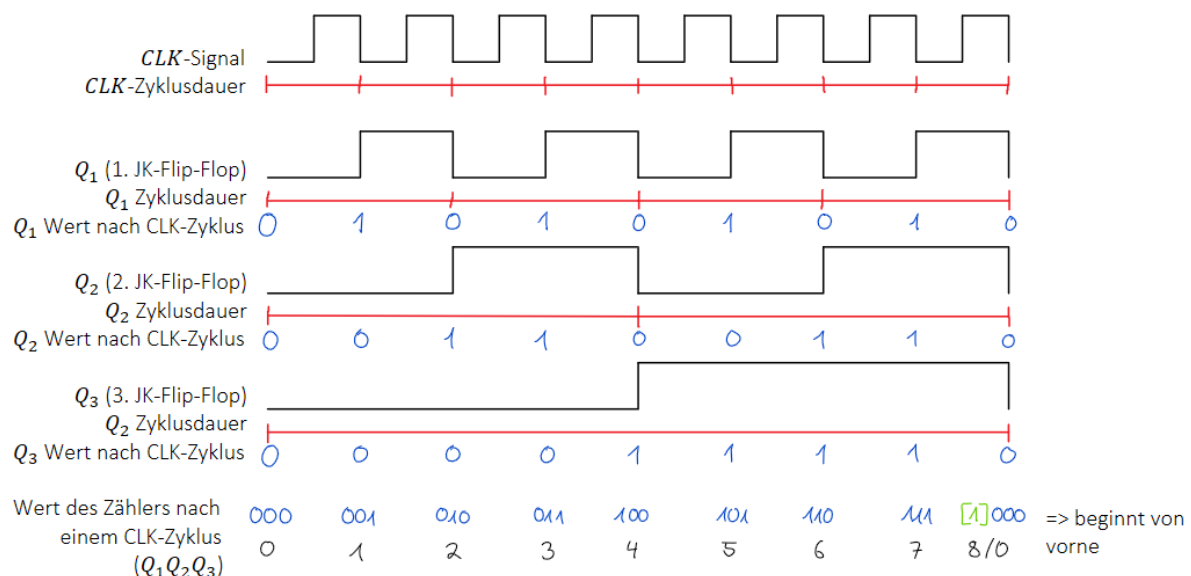 CLK-Signal
CLK-Zyklusdauer
Q₁ (1. JK-Flip-Flop)
Q₁ Zyklusdauer
Q₁ Wert nach CLK-Zyklus 0 1 0 1 0 1 0 1 0
Q₂ (2. JK-Flip-Flop)
Q₂ Zyklusdauer
Q₂ Wert nach CLK-Zyklus 0 0 1 1 0 0 1 1 0
Q₃ (3. JK-Flip-Flop)
Q₂ Zyklusdauer
Q₃ Wert nach CLK-Zyklus 0 0 0 0 1 1 1 1 0
Wert des Zählers nach
einem CLK-Zyklus
(Q₁Q₂Q₃)
000 001 010 011 100 101 110 111 [1]000
0 1 2 3 4 5 6 7 8/0
=> beginnt von
vorne